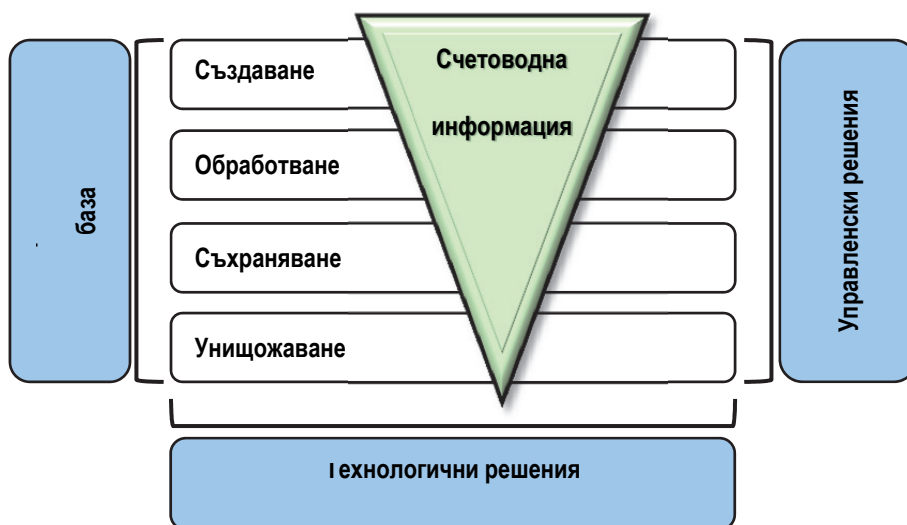 Създаване
Счетоводна
информация
Обработване
Съхраняване
Унищожаване
база
Управленски решения
Технологични решения